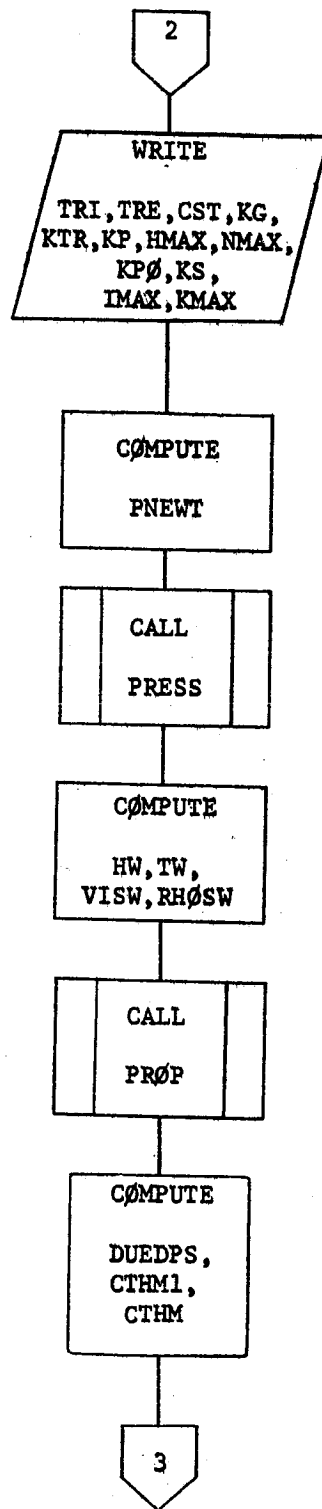 2
WRITE
TRI,TRE,CST,KG,
KTR,KP,HMAX,NMAX,
KPØ,KS,
IMAX,KMAX
CØMPUTE
PNEWT
CALL
PRESS
CØMPUTE
HW,TW,
VISW,RHØSW
CALL
PRØP
CØMPUTE
DUEDPS,
CTHM1,
CTHM
3